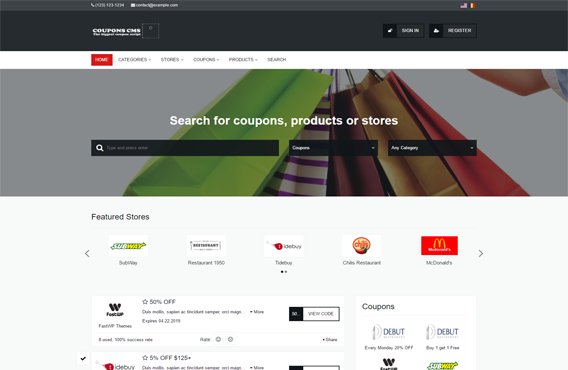 (123) 123-1234 contact@example.com
COUPONS CMS
The biggest coupon script
SIGN IN REGISTER
HOME CATEGORIES STORES COUPONS PRODUCTS SEARCH
Search for coupons, products or stores
Type and press enter Coupons Any Category
Featured Stores
SUBWAY RESTAURANT tidebuy chilis McDonald's
SubWay Restaurant 1950 Tidebuy Chilis Restaurant McDonald's
FastWP
FastWP Themes
50% OFF
Duis mollis, sapien ac tincidunt semper, orci magn... More
Expires 04.22.2019
50 VIEW CODE
8 used, 100% success rate Rate Share
tidebuy
5% OFF $125+
Duis mollis, sapien ac tincidunt semper, orci magn... More
VIEW CODE
Coupons
DEBUT RESTAURANT DEBUT RESTAURANT
Every Monday 20% OFF Buy 1 get 1 Free
FastWP SUBWAY